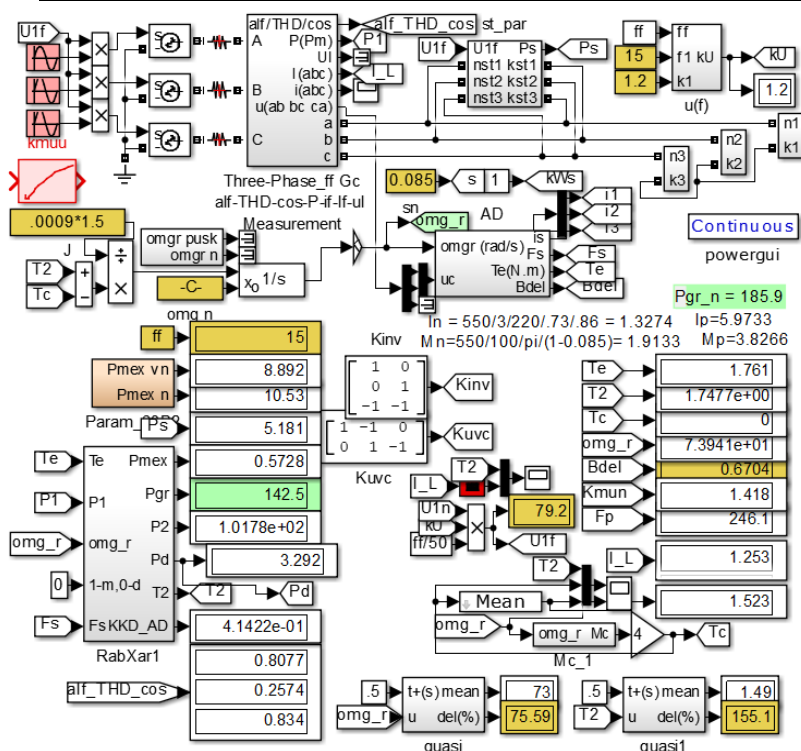 U1f
kmuu
A
B
C
alf/THD/cos
P(Pm)
UI
I(abc)
i(abc)
u(ab bc ca)
a
b
c
alf_THD_cos
st_par
P1
I_L
U1f
U1f Ps
nst1 kst1
nst2 kst2
nst3 kst3
Ps
ff
15
1.2
ff
f1 kU
k1
u(f)
kU
1.2
n1
k1
n2
k2
n3
k3
Three-Phase_ff Gc
alf-THD-cos-P-if-If-ul
Measurement
0.085
s
1
kWs
sn
omg_r
AD
omgr (rad/s)
uc
is
Fs
Te(N.m)
Bdel
i1
i2
i3
Fs
Te
Bdel
Continuous
powergui
.0009*1.5
J
T2
Tc
omgr pusk
omgr n
-C-
omg n
xo 1/s
Pgr_n = 185.9
In = 550/3/220/.73/.86 = 1.3274
Ip=5.9733
Mn=550/100/pi/(1-0.085)= 1.9133
Mp=3.8266
ff
15
Pmex vn
8.892
Pmex n
10.53
Ps
5.181
Te
P1
omg_r
0
Fs
Te Pmex
0.5728
P1 Pgr
142.5
omg_r P2
1.0178e+02
Pd
3.292
1-m,0-d
T2
T2
Pd
Fs KKD_AD
4.1422e-01
RabXar1
0.8077
alf_THD_cos
0.2574
0.834
Kinv
1 0
0 1
-1 -1
Kinv
1 -1 0
0 1 -1
Kuvc
Kuvc
T2
I_L
U1n
kU
ff/50
79.2
U1f
T2
Mean
omg_r
omg_r Mc
4
Tc
Mc_1
Te
1.761
T2
1.7477e+00
Tc
0
omg_r
7.3941e+01
Bdel
0.6704
Kmun
1.418
Fp
246.1
I_L
1.253
1.523
.5
omg_r
t+(s) mean
u del(%)
73
75.59
quasi
.5
T2
t+(s) mean
u del(%)
1.49
155.1
quasi1